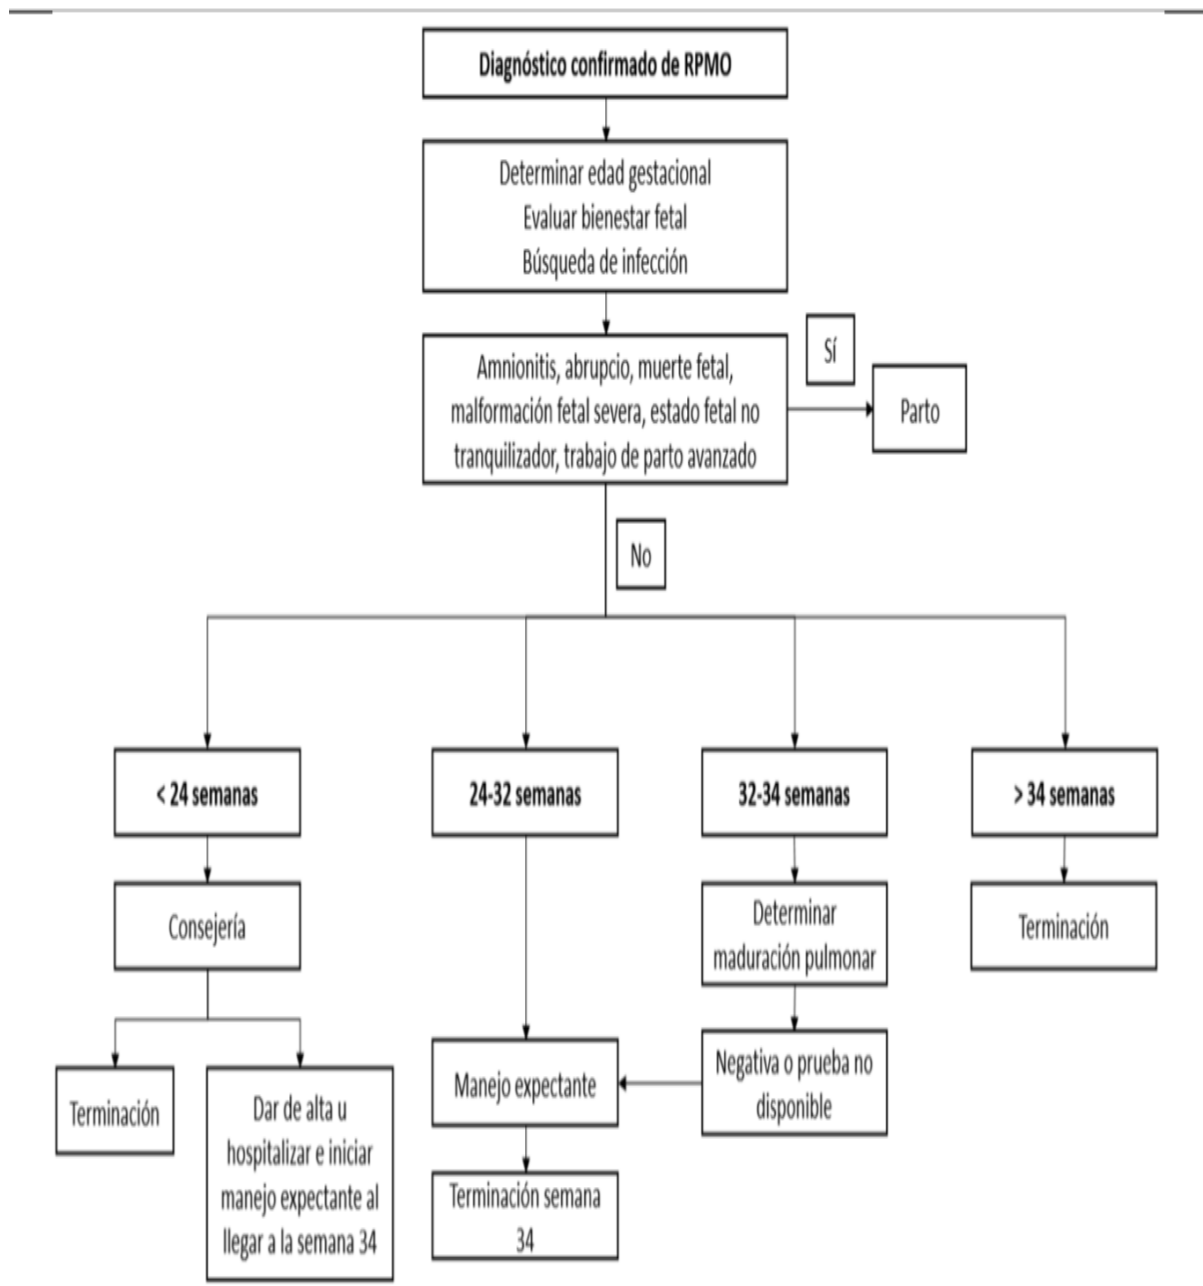 Diagnóstico confirmado de RPMO
Determinar edad gestacional
Evaluar bienestar fetal
Búsqueda de infección
Amnionitis, abrupcio, muerte fetal,
malformación fetal severa, estado fetal no
tranquilizador, trabajo de parto avanzado
Sí
Parto
No
< 24 semanas
24-32 semanas
32-34 semanas
> 34 semanas
Consejería
Determinar
maduración pulmonar
Terminación
Terminación
Dar de alta u
hospitalizar e iniciar
manejo expectante al
llegar a la semana 34
Manejo expectante
Negativa o prueba no
disponible
Terminación semana
34